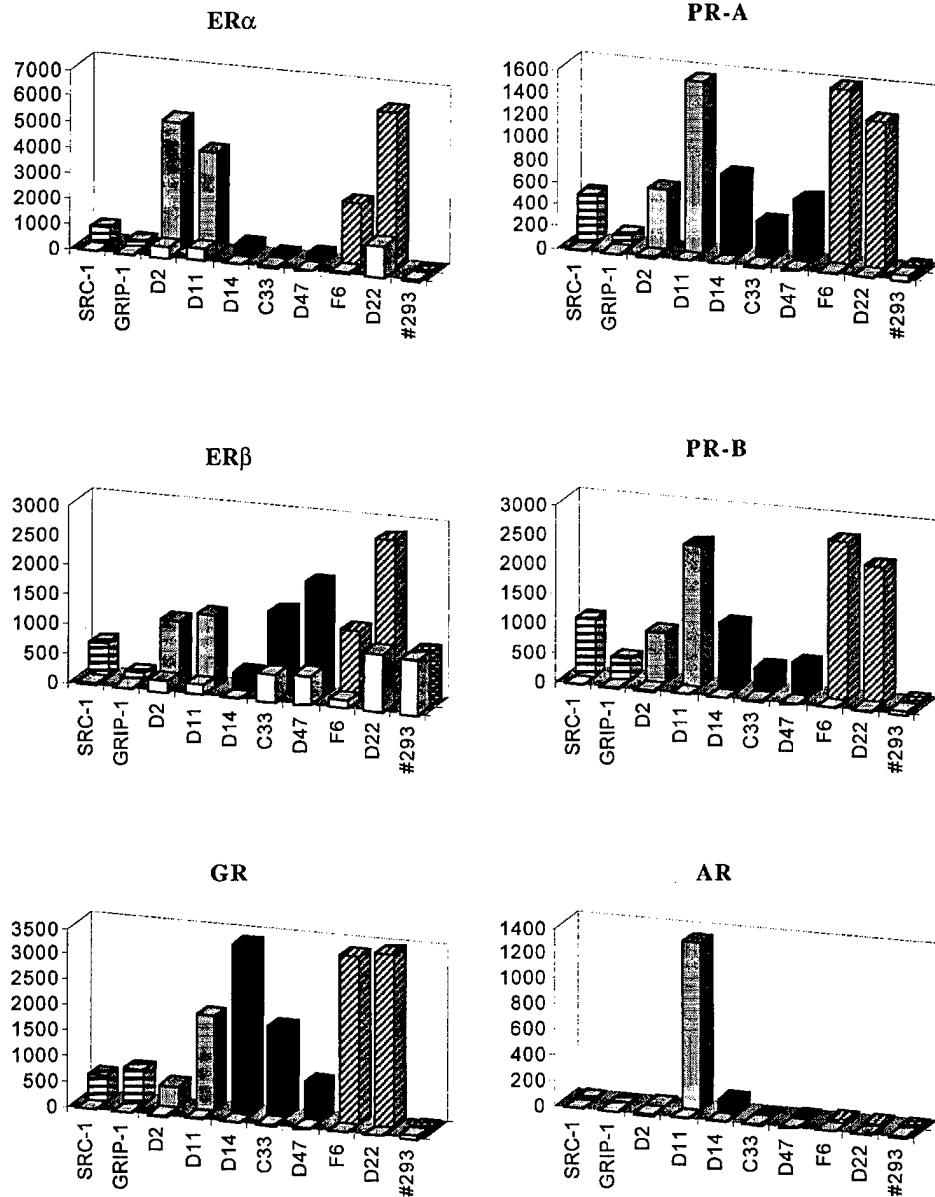 ERα
7000
6000
5000
4000
3000
2000
1000
0
SRC-1
GRIP-1
D2
D11
D14
C33
D47
F6
D22
#293
PR-A
1600
1400
1200
1000
800
600
400
200
0
SRC-1
GRIP-1
D2
D11
D14
C33
D47
F6
D22
#293
ERβ
3000
2500
2000
1500
1000
500
0
SRC-1
GRIP-1
D2
D11
D14
C33
D47
F6
D22
#293
PR-B
3000
2500
2000
1500
1000
500
0
SRC-1
GRIP-1
D2
D11
D14
C33
D47
F6
D22
#293
GR
3500
3000
2500
2000
1500
1000
500
0
SRC-1
GRIP-1
D2
D11
D14
C33
D47
F6
D22
#293
AR
1400
1200
1000
800
600
400
200
0
SRC-1
GRIP-1
D2
D11
D14
C33
D47
F6
D22
#293